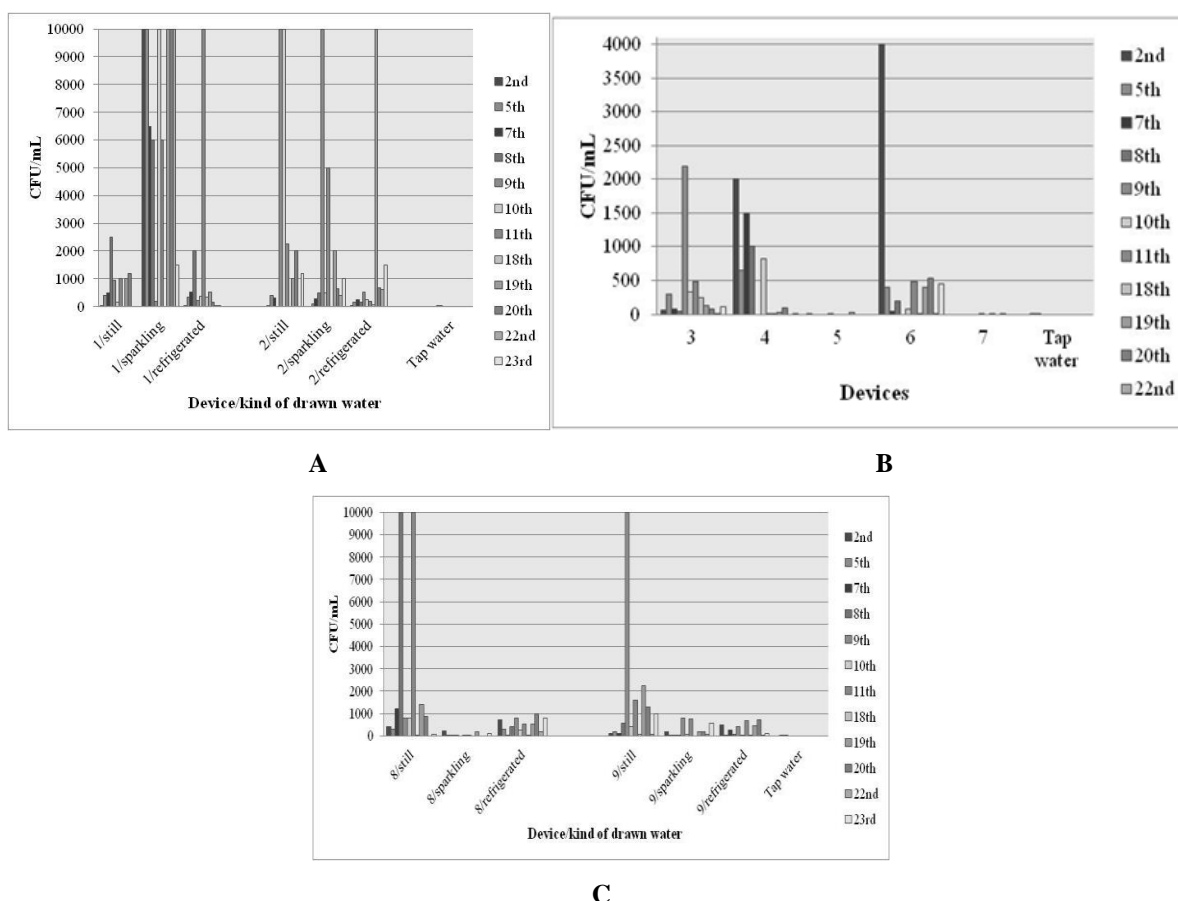 10000
9000
8000
7000
6000
5000
4000
3000
2000
1000
0
CFU/mL
1/still
1/sparkling
1/refrigerated
2/still
2/sparkling
2/refrigerated
Tap water
Device/kind of drawn water
2nd
5th
7th
8th
9th
10th
11th
18th
19th
20th
22nd
23rd
A
4000
3500
3000
2500
2000
1500
1000
500
0
CFU/mL
3
4
5
6
7
Tap
water
Devices
2nd
5th
7th
8th
9th
10th
11th
18th
19th
20th
22nd
B
10000
9000
8000
7000
6000
5000
4000
3000
2000
1000
0
CFU/mL
8/still
8/sparkling
8/refrigerated
9/still
9/sparkling
9/refrigerated
Tap water
Device/kind of drawn water
2nd
5th
7th
8th
9th
10th
11th
18th
19th
20th
22nd
23rd
C